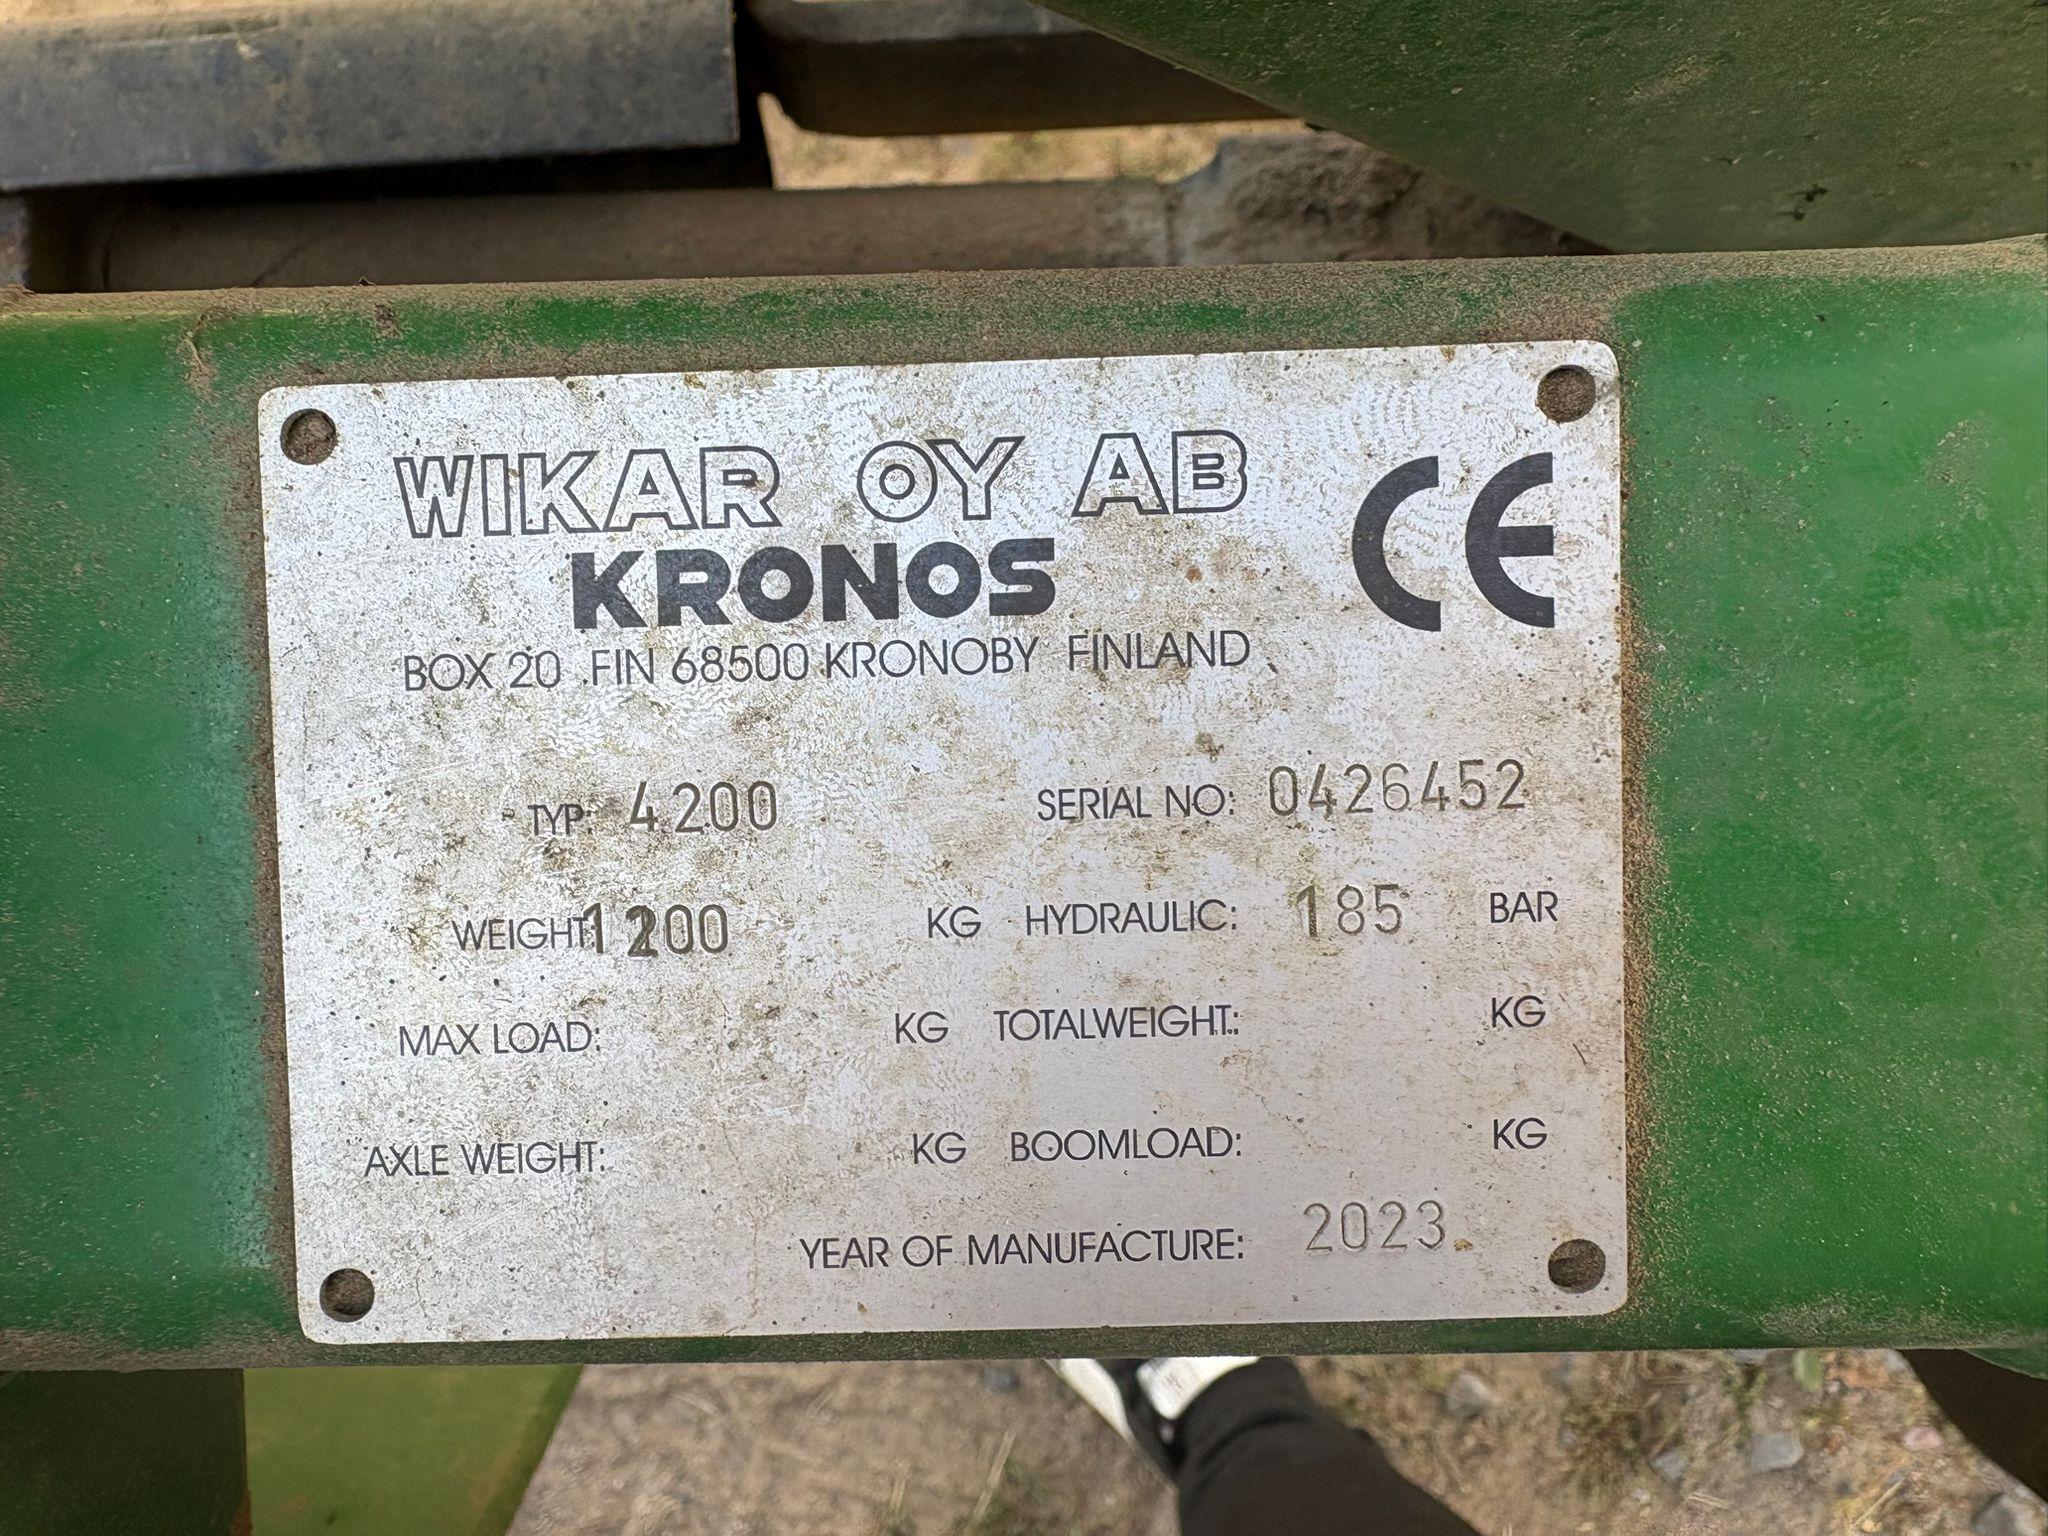 WIKAR OY AB CE
KRONOS
BOX 20 FIN 68500 KRONOBY FINLAND
TYP: 4200 SERIAL NO: 0426452
WEIGHT: KG HYDRAULIC: 185 BAR
MAX LOAD: KG TOTALWEIGHT: KG
AXLE WEIGHT: KG BOOMLOAD: KG
YEAR OF MANUFACTURE: 2023